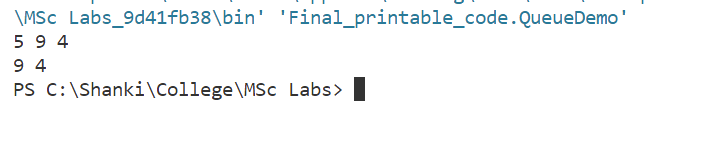 \MSc Labs_9d41fb38\bin' 'Final_printable_code.QueueDemo'
5 9 4
9 4
PS C:\Shanki\College\MSc Labs>